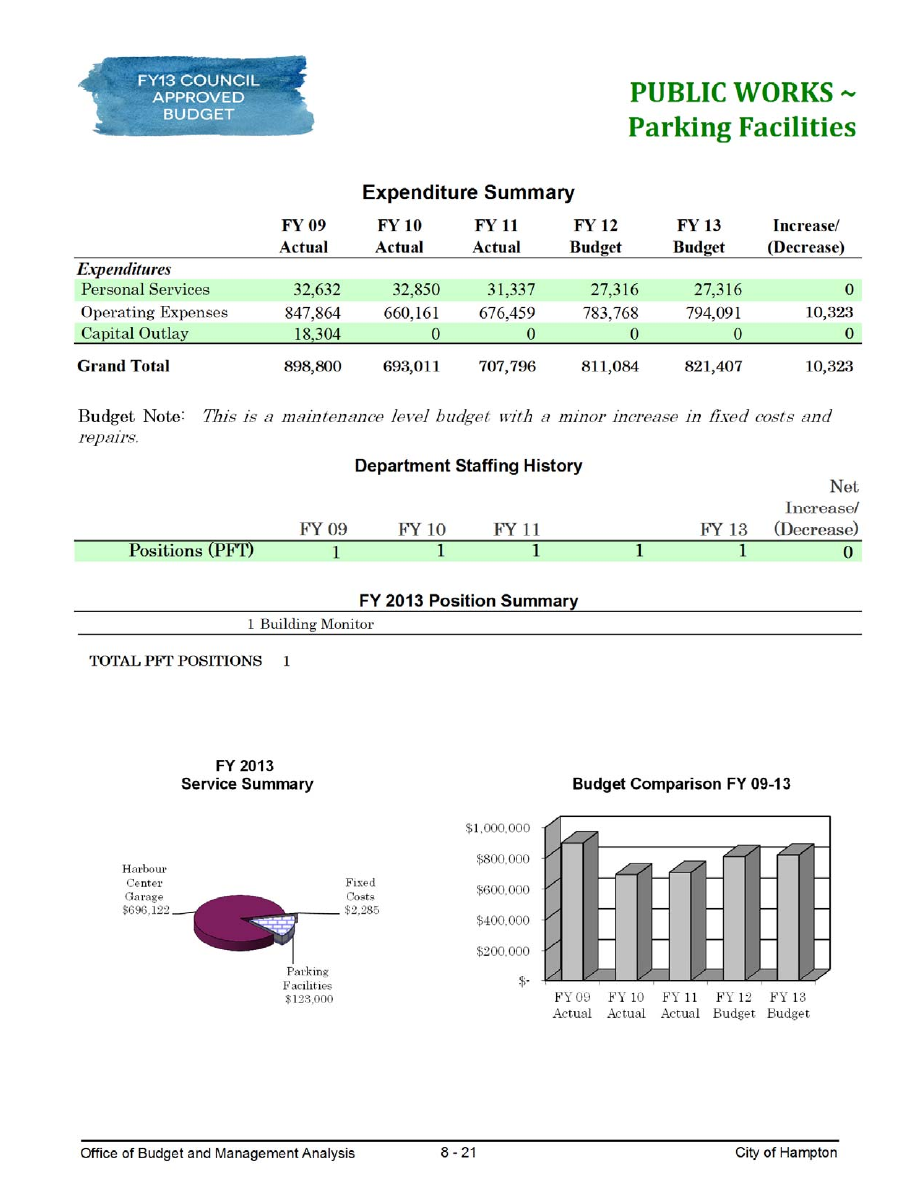 FY13 COUNCIL
APPROVED
BUDGET
PUBLIC WORKS ~
Parking Facilities
Expenditure Summary
FY 09 FY 10 FY 11 FY 12 FY 13 Increase/
Actual Actual Actual Budget Budget (Decrease)
Expenditures
Personal Services 32,632 32,850 31,337 27,316 27,316 0
Operating Expenses 847,864 660,161 676,459 783,768 794,091 10,323
Capital Outlay 18,304 0 0 0 0 0
Grand Total 898,800 693,011 707,796 811,084 821,407 10,323
Budget Note: This is a maintenance level budget with a minor increase in fixed costs and
repairs.
Department Staffing History
Net
Increase/
FY 09 FY 10 FY 11 FY 13 (Decrease)
Positions (PFT) 1 1 1 1 1 0
FY 2013 Position Summary
1 Building Monitor
TOTAL PFT POSITIONS 1
FY 2013
Service Summary
Harbour
Center
Garage
$696,122
Fixed
Costs
$2,285
Parking
Facilities
$123,000
Budget Comparison FY 09-13
$1,000,000
$800,000
$600,000
$400,000
$200,000
$-
FY 09 FY 10 FY 11 FY 12 FY 13
Actual Actual Actual Budget Budget
Office of Budget and Management Analysis 8 - 21 City of Hampton